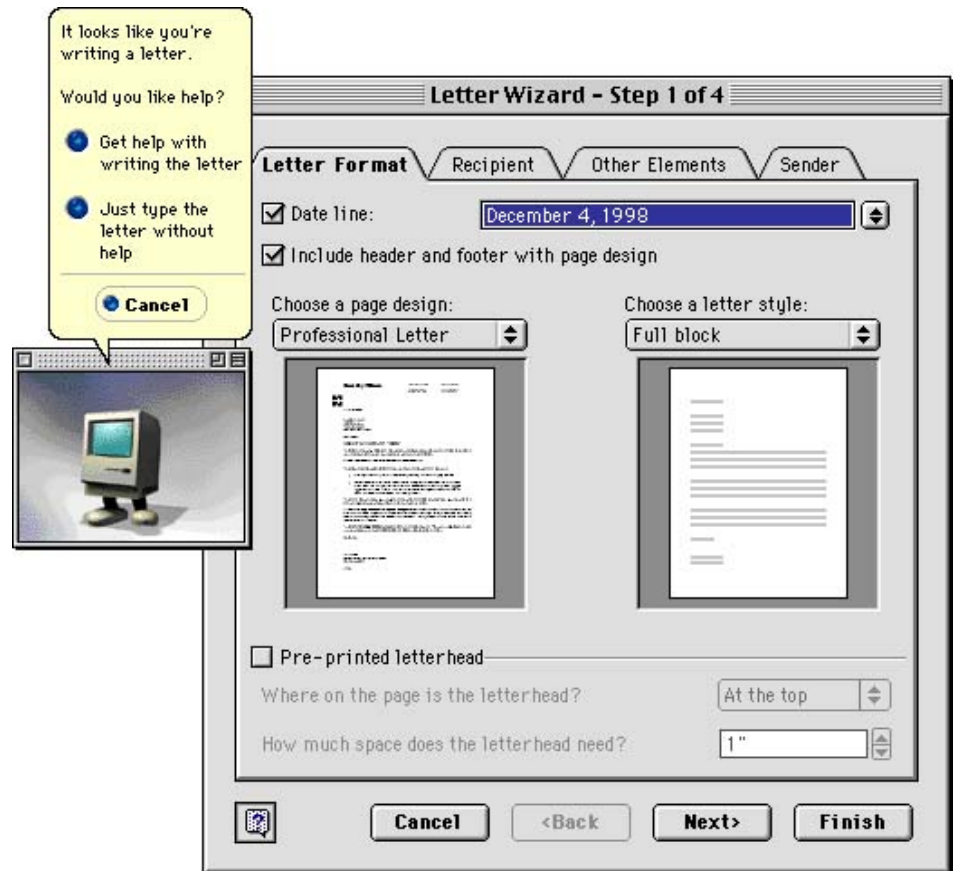 It looks like you're
writing a letter.
Would you like help?
Get help with
writing the letter
Just type the
letter without
help
Cancel
Letter Wizard - Step 1 of 4
Letter Format
Recipient
Other Elements
Sender
Date line:
December 4, 1998
Include header and footer with page design
Choose a page design:
Choose a letter style:
Professional Letter
Full block
Pre-printed letterhead
Where on the page is the letterhead?
At the top
How much space does the letterhead need?
1"
Cancel
<Back
Next>
Finish